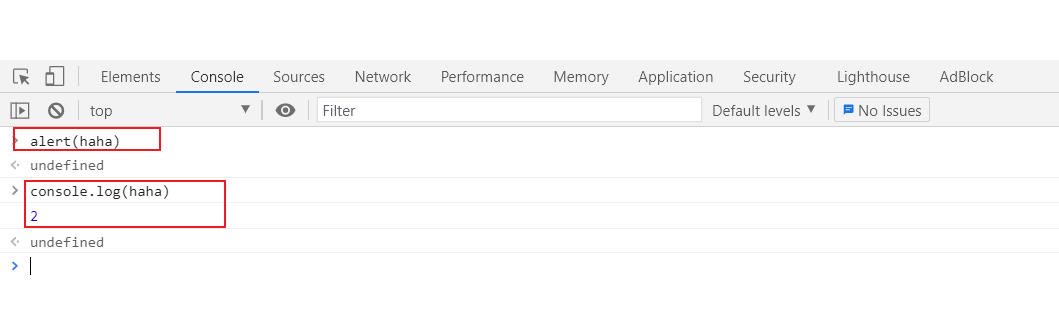 Elements Console Sources Network Performance Memory Application Security Lighthouse AdBlock
top Filter Default levels No Issues
alert(haha)
undefined
console.log(haha)
2
undefined